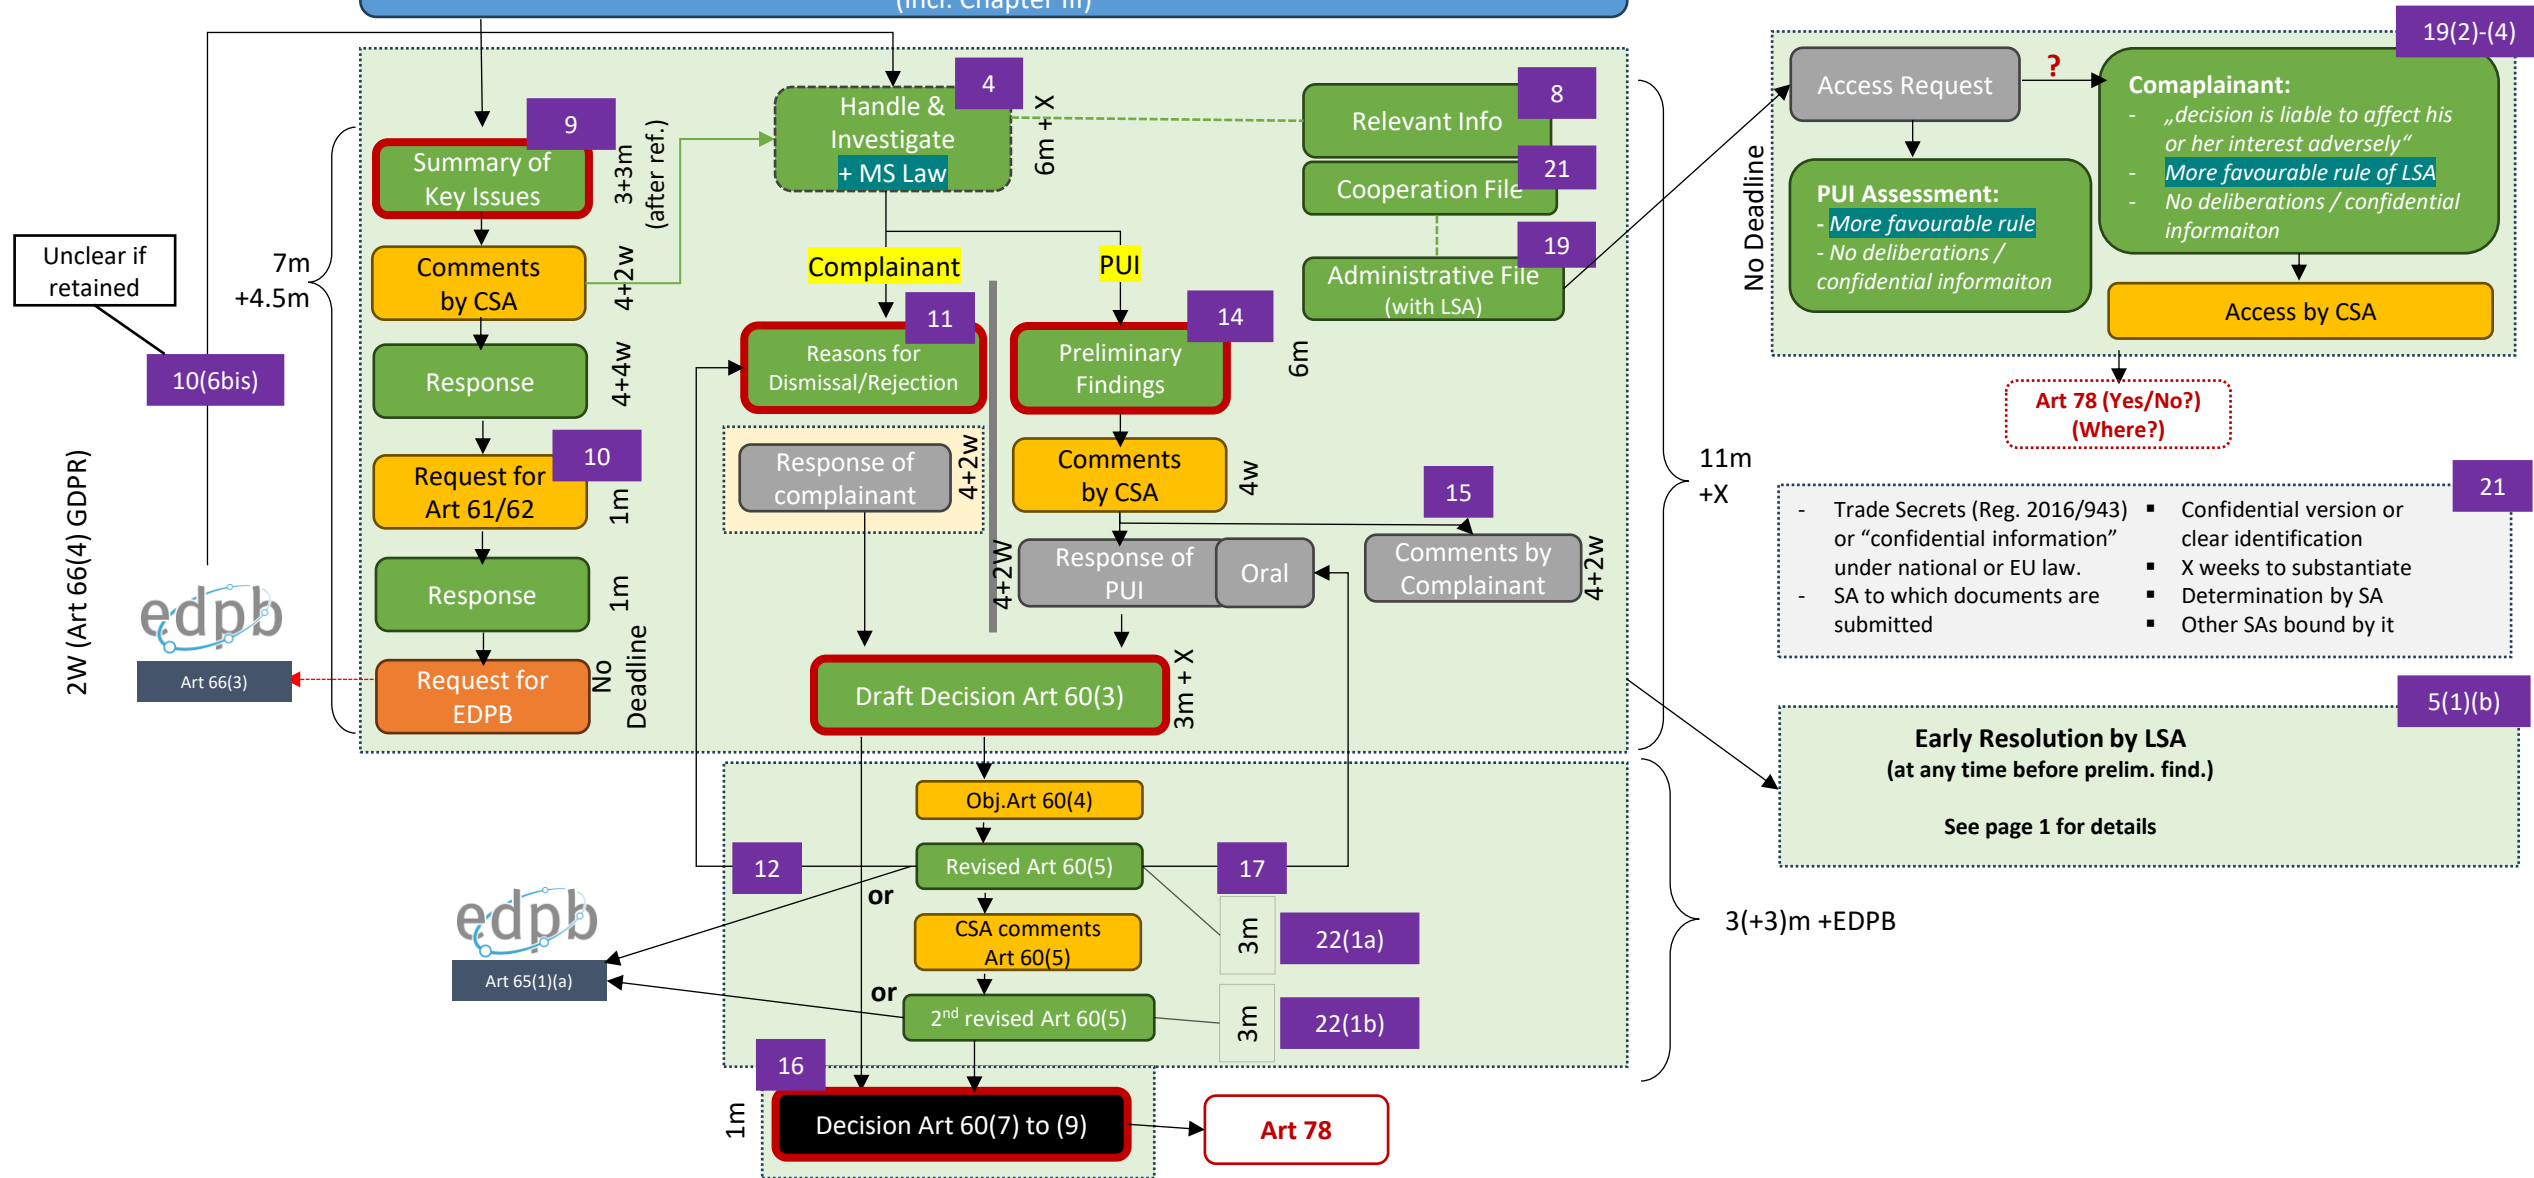 (incl. Chapter III)
9
Summary of
Key Issues
3+3m
(after ref.)
Comments
by CSA
4+2w
Response
4+4w
10
Request for
Art 61/62
1m
Response
1m
Request for
EDPB
No
Deadline
7m
+4.5m
Unclear if
retained
10(6bis)
2W (Art 66(4) GDPR)
edpb
Art 66(3)
4
Handle &
Investigate
+ MS Law
6m + X
Complainant
PUI
11
Reasons for
Dismissal/Rejection
14
Preliminary
Findings
6m
Response of
complainant
4+2w
Comments
by CSA
4w
15
4+2W
Response of
PUI
Oral
Comments by
Complainant
4+2w
Draft Decision Art 60(3)
3m + X
8
Relevant Info
21
Cooperation File
19
Administrative File
(with LSA)
11m
+X
Obj.Art 60(4)
12
Revised Art 60(5)
17
or
CSA comments
Art 60(5)
3m
22(1a)
or
2nd revised Art 60(5)
3m
22(1b)
edpb
Art 65(1)(a)
3(+3)m +EDPB
16
1m
Decision Art 60(7) to (9)
Art 78
19(2)-(4)
No Deadline
Access Request
?
Comaplainant:
- „decision is liable to affect his
or her interest adversely“
- More favourable rule of LSA
- No deliberations / confidential
informaiton
PUI Assessment:
- More favourable rule
- No deliberations /
confidential informaiton
Access by CSA
Art 78 (Yes/No?)
(Where?)
21
- Trade Secrets (Reg. 2016/943)
or “confidential information”
under national or EU law.
- SA to which documents are
submitted
▪ Confidential version or
clear identification
▪ X weeks to substantiate
▪ Determination by SA
▪ Other SAs bound by it
5(1)(b)
Early Resolution by LSA
(at any time before prelim. find.)
See page 1 for details